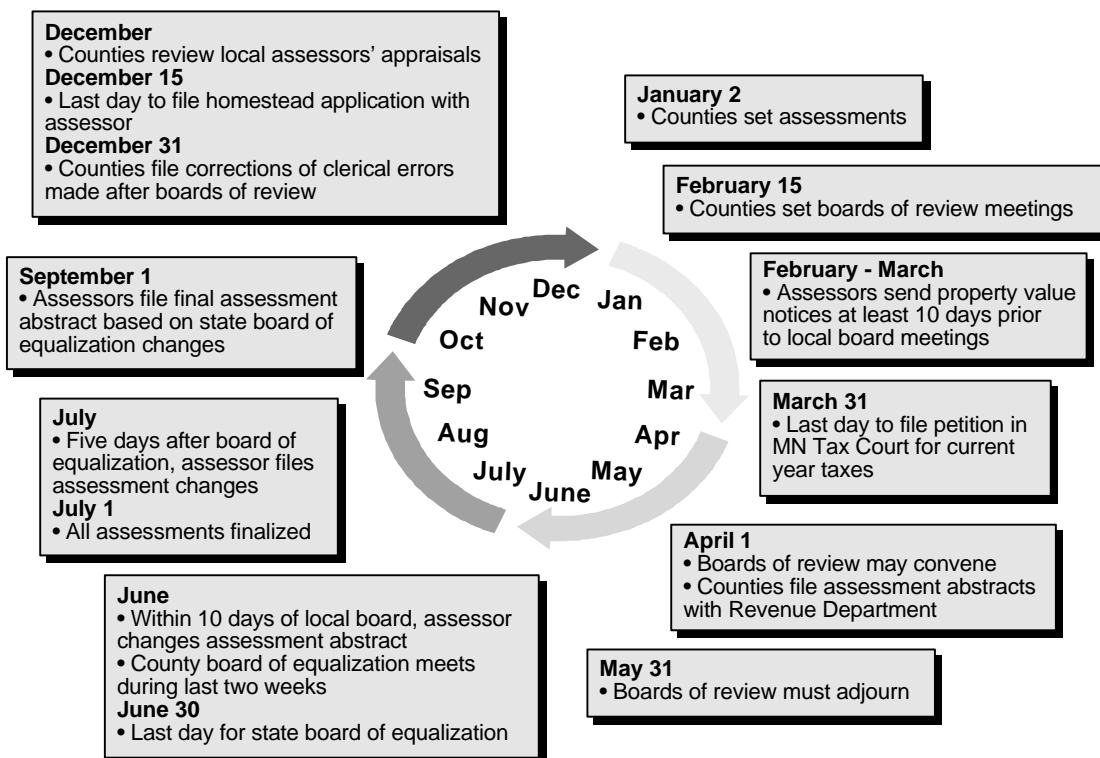 December
• Counties review local assessors’ appraisals
December 15
• Last day to file homestead application with
assessor
December 31
• Counties file corrections of clerical errors
made after boards of review
January 2
• Counties set assessments
February 15
• Counties set boards of review meetings
February - March
• Assessors send property value
notices at least 10 days prior
to local board meetings
March 31
• Last day to file petition in
MN Tax Court for current
year taxes
April 1
• Boards of review may convene
• Counties file assessment abstracts
with Revenue Department
May 31
• Boards of review must adjourn
June
• Within 10 days of local board, assessor
changes assessment abstract
• County board of equalization meets
during last two weeks
June 30
• Last day for state board of equalization
July
• Five days after board of
equalization, assessor files
assessment changes
July 1
• All assessments finalized
September 1
• Assessors file final assessment
abstract based on state board of
equalization changes
Jan
Feb
Mar
Apr
May
June
July
Aug
Sep
Oct
Nov
Dec